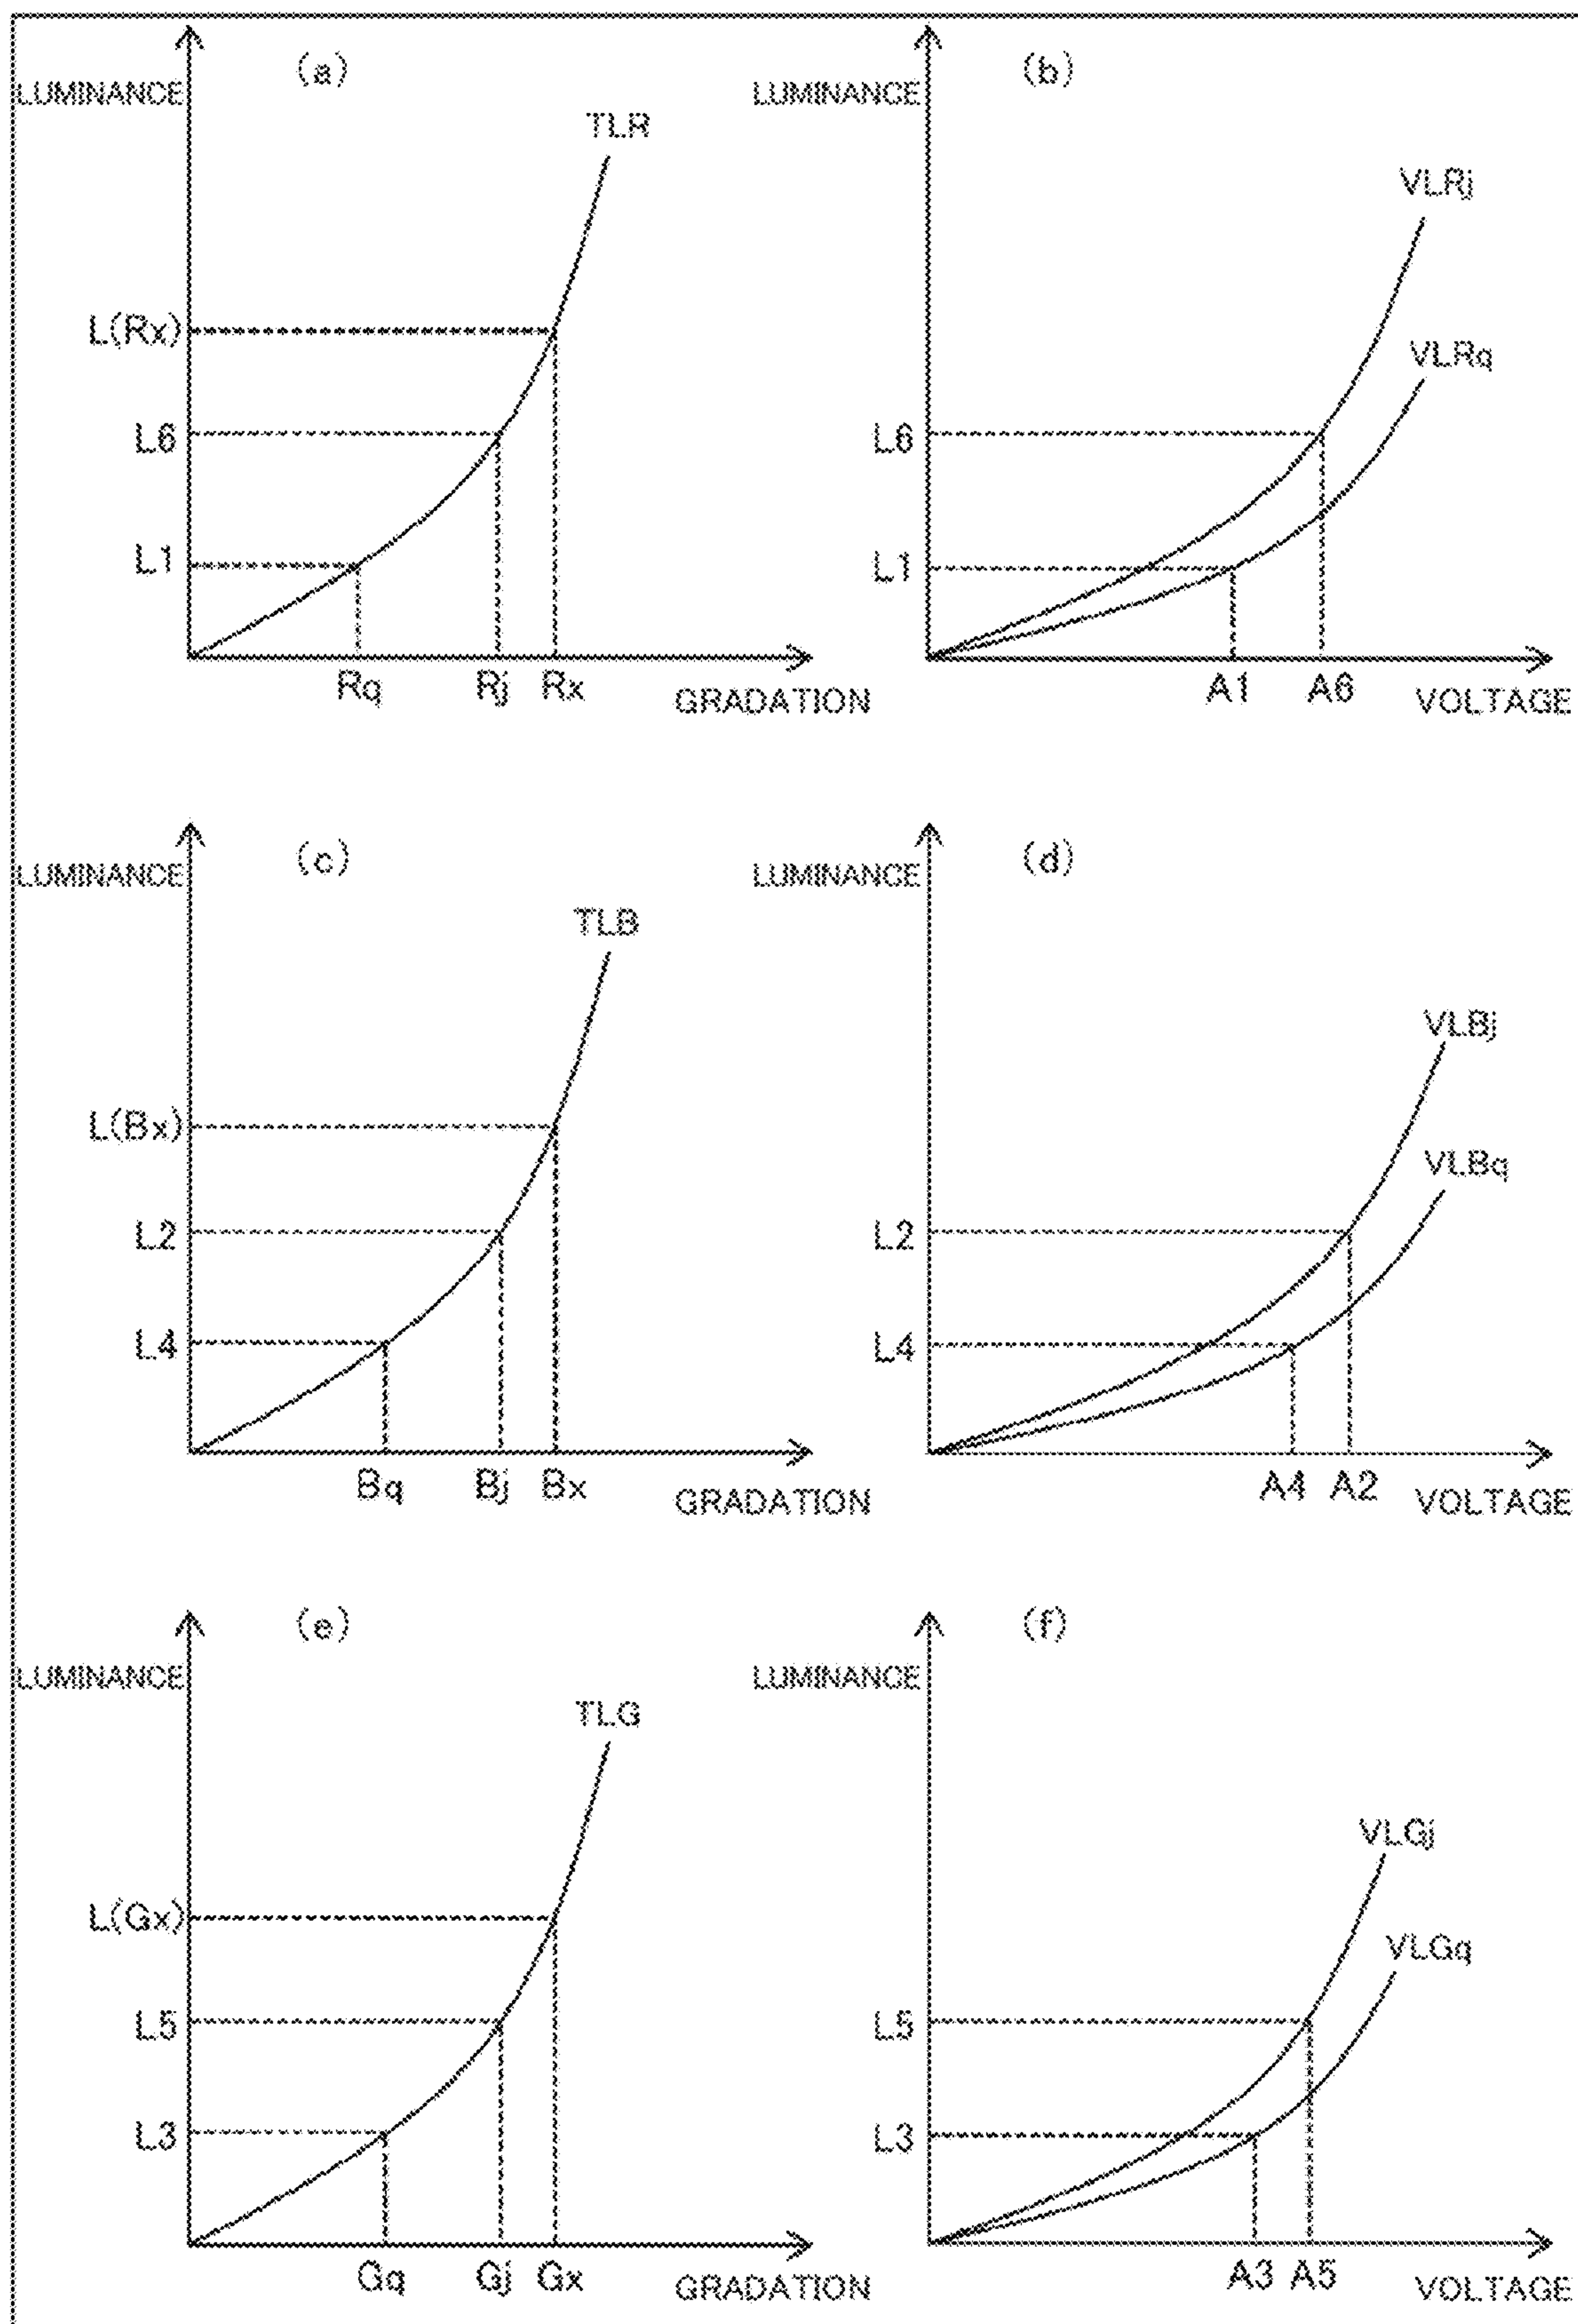 (a)
LUMINANCE
TLR
L(Rx)
L6
L1
Rq Rj Rx
GRADATION
(b)
LUMINANCE
VLRj
VLRq
L6
L1
A1 A6
VOLTAGE
(c)
LUMINANCE
TLB
L(Bx)
L2
L4
Bq Bj Bx
GRADATION
(d)
LUMINANCE
VLBj
VLBq
L2
L4
A4 A2
VOLTAGE
(e)
LUMINANCE
TLG
L(Gx)
L5
L3
Gq Gj Gx
GRADATION
(f)
LUMINANCE
VLGj
VLGq
L5
L3
A3 A5
VOLTAGE